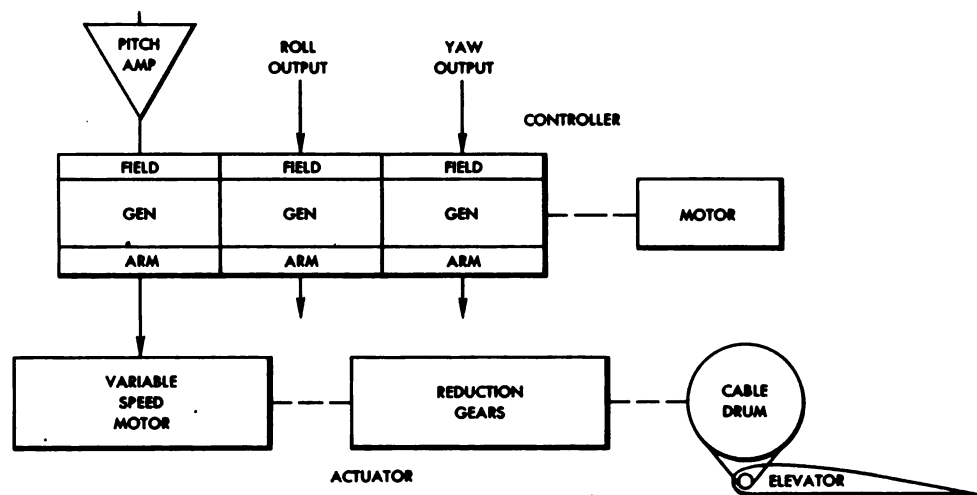 PITCH
AMP
ROLL
OUTPUT
YAW
OUTPUT
CONTROLLER
FIELD
FIELD
FIELD
GEN
GEN
GEN
MOTOR
ARM
ARM
ARM
VARIABLE
SPEED
MOTOR
REDUCTION
GEARS
CABLE
DRUM
ACTUATOR
ELEVATOR